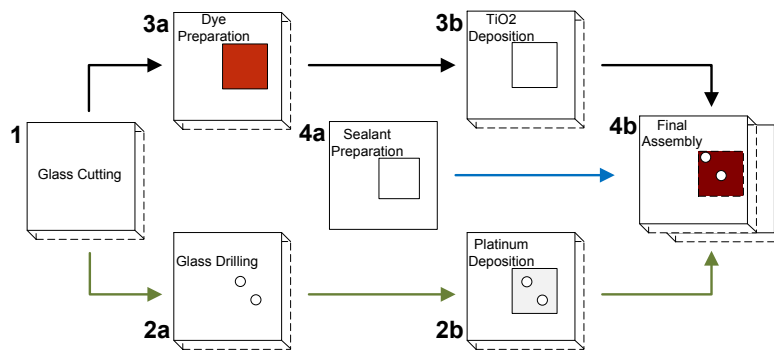 3a
Dye
Preparation
3b
TiO2
Deposition
1
Glass Cutting
4a
Sealant
Preparation
4b
Final
Assembly
Glass Drilling
2a
Platinum
Deposition
2b